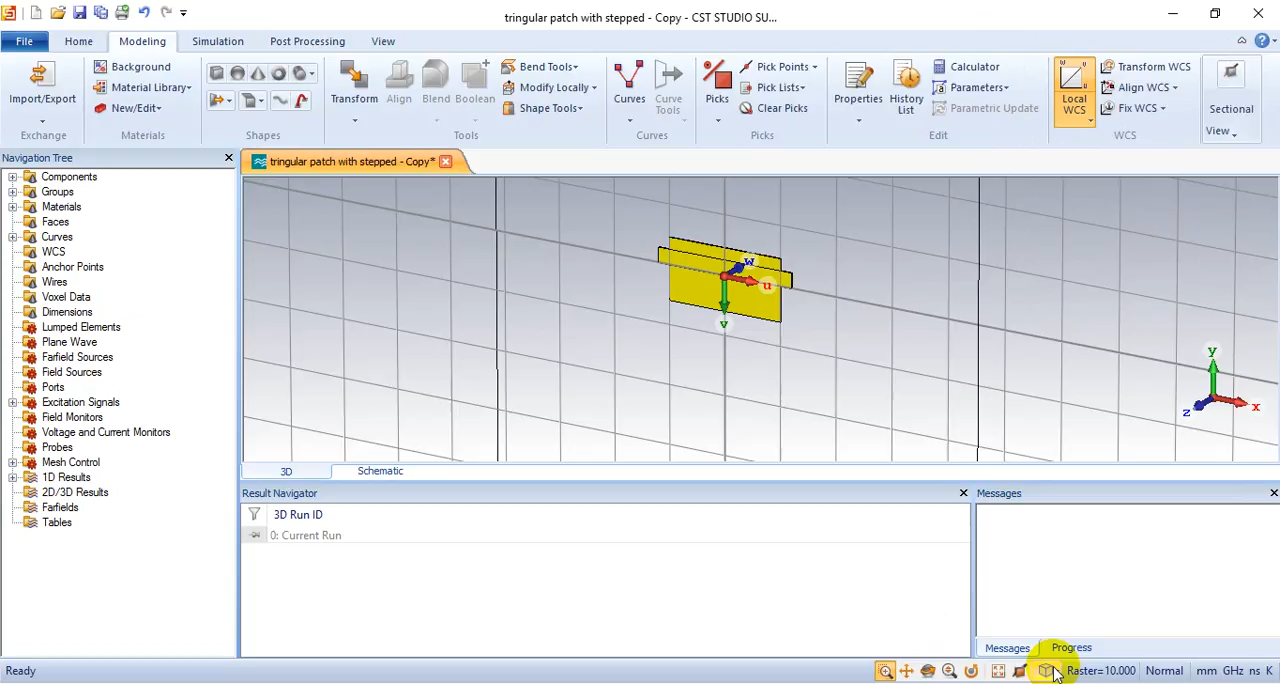 tringular patch with stepped - Copy - CST STUDIO SU...
File Home Modeling Simulation Post Processing View
Import/Export
Exchange
Background
Material Library
New/Edit
Materials
Shapes
Transform
Align
Blend
Boolean
Bend Tools
Modify Locally
Shape Tools
Tools
Curves
Curve Tools
Curves
Picks
Pick Points
Pick Lists
Clear Picks
Picks
Properties
History List
Calculator
Parameters
Parametric Update
Edit
Local WCS
Transform WCS
Align WCS
Fix WCS
WCS
Sectional
View
Navigation Tree
tringular patch with stepped - Copy*
Components
Groups
Materials
Faces
Curves
WCS
Anchor Points
Wires
Voxel Data
Dimensions
Lumped Elements
Plane Wave
Farfield Sources
Field Sources
Ports
Excitation Signals
Field Monitors
Voltage and Current Monitors
Probes
Mesh Control
1D Results
2D/3D Results
Farfields
Tables
w
u
v
y
x
z
3D Schematic
Result Navigator
3D Run ID
0: Current Run
Messages
Messages Progress
Ready
Raster=10.000 Normal mm GHz ns K